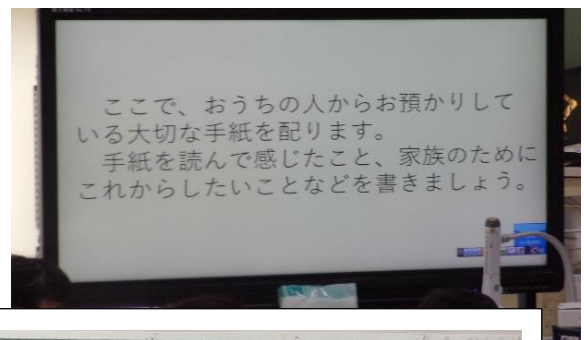 ここで、おうちの人からお預かりして
いる大切な手紙を配ります。
手紙を読んで感じたこと、家族のために
これからしたいことなどを書きましょう。